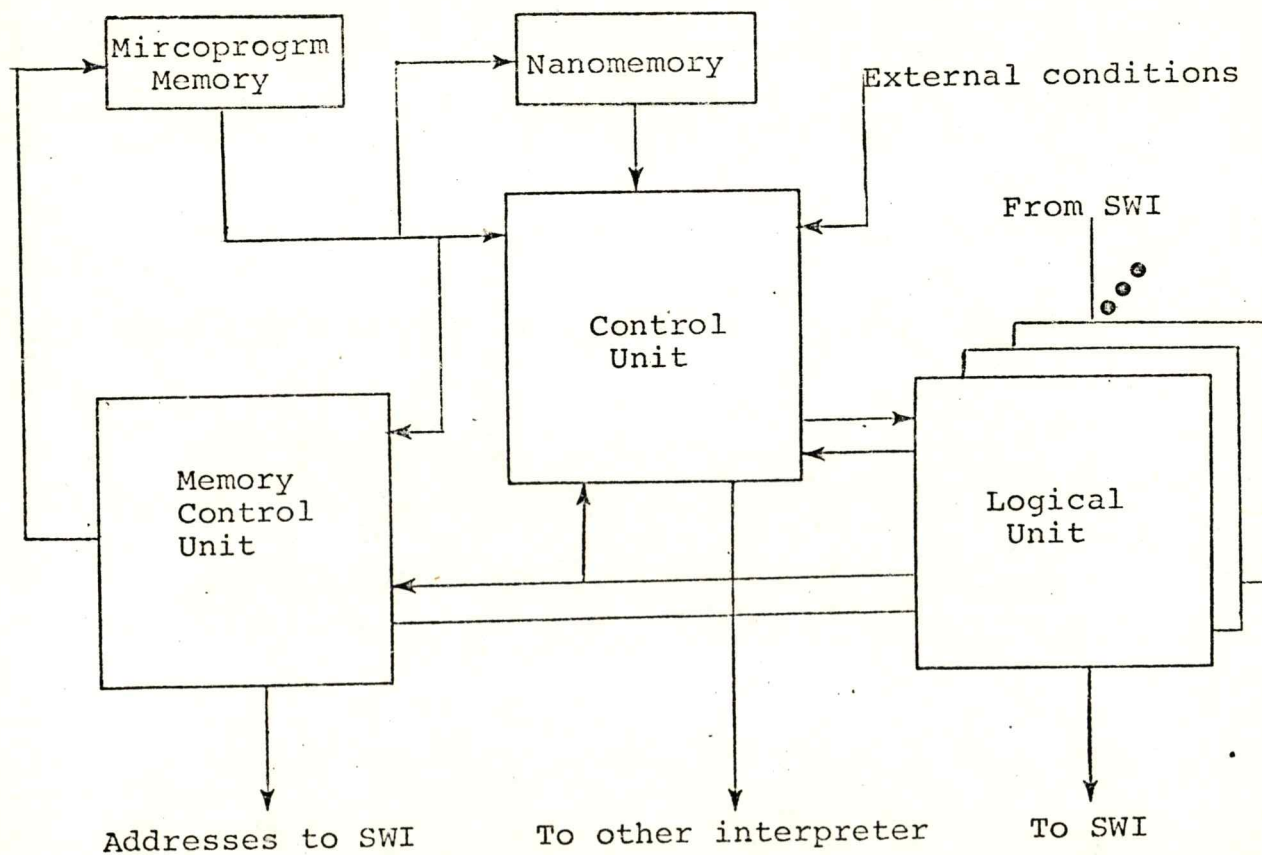 Mircoprogrm
Memory
Nanomemory
External conditions
From SWI
Control
Unit
Memory
Control
Unit
Logical
Unit
Addresses to SWI
To other interpreter
To SWI